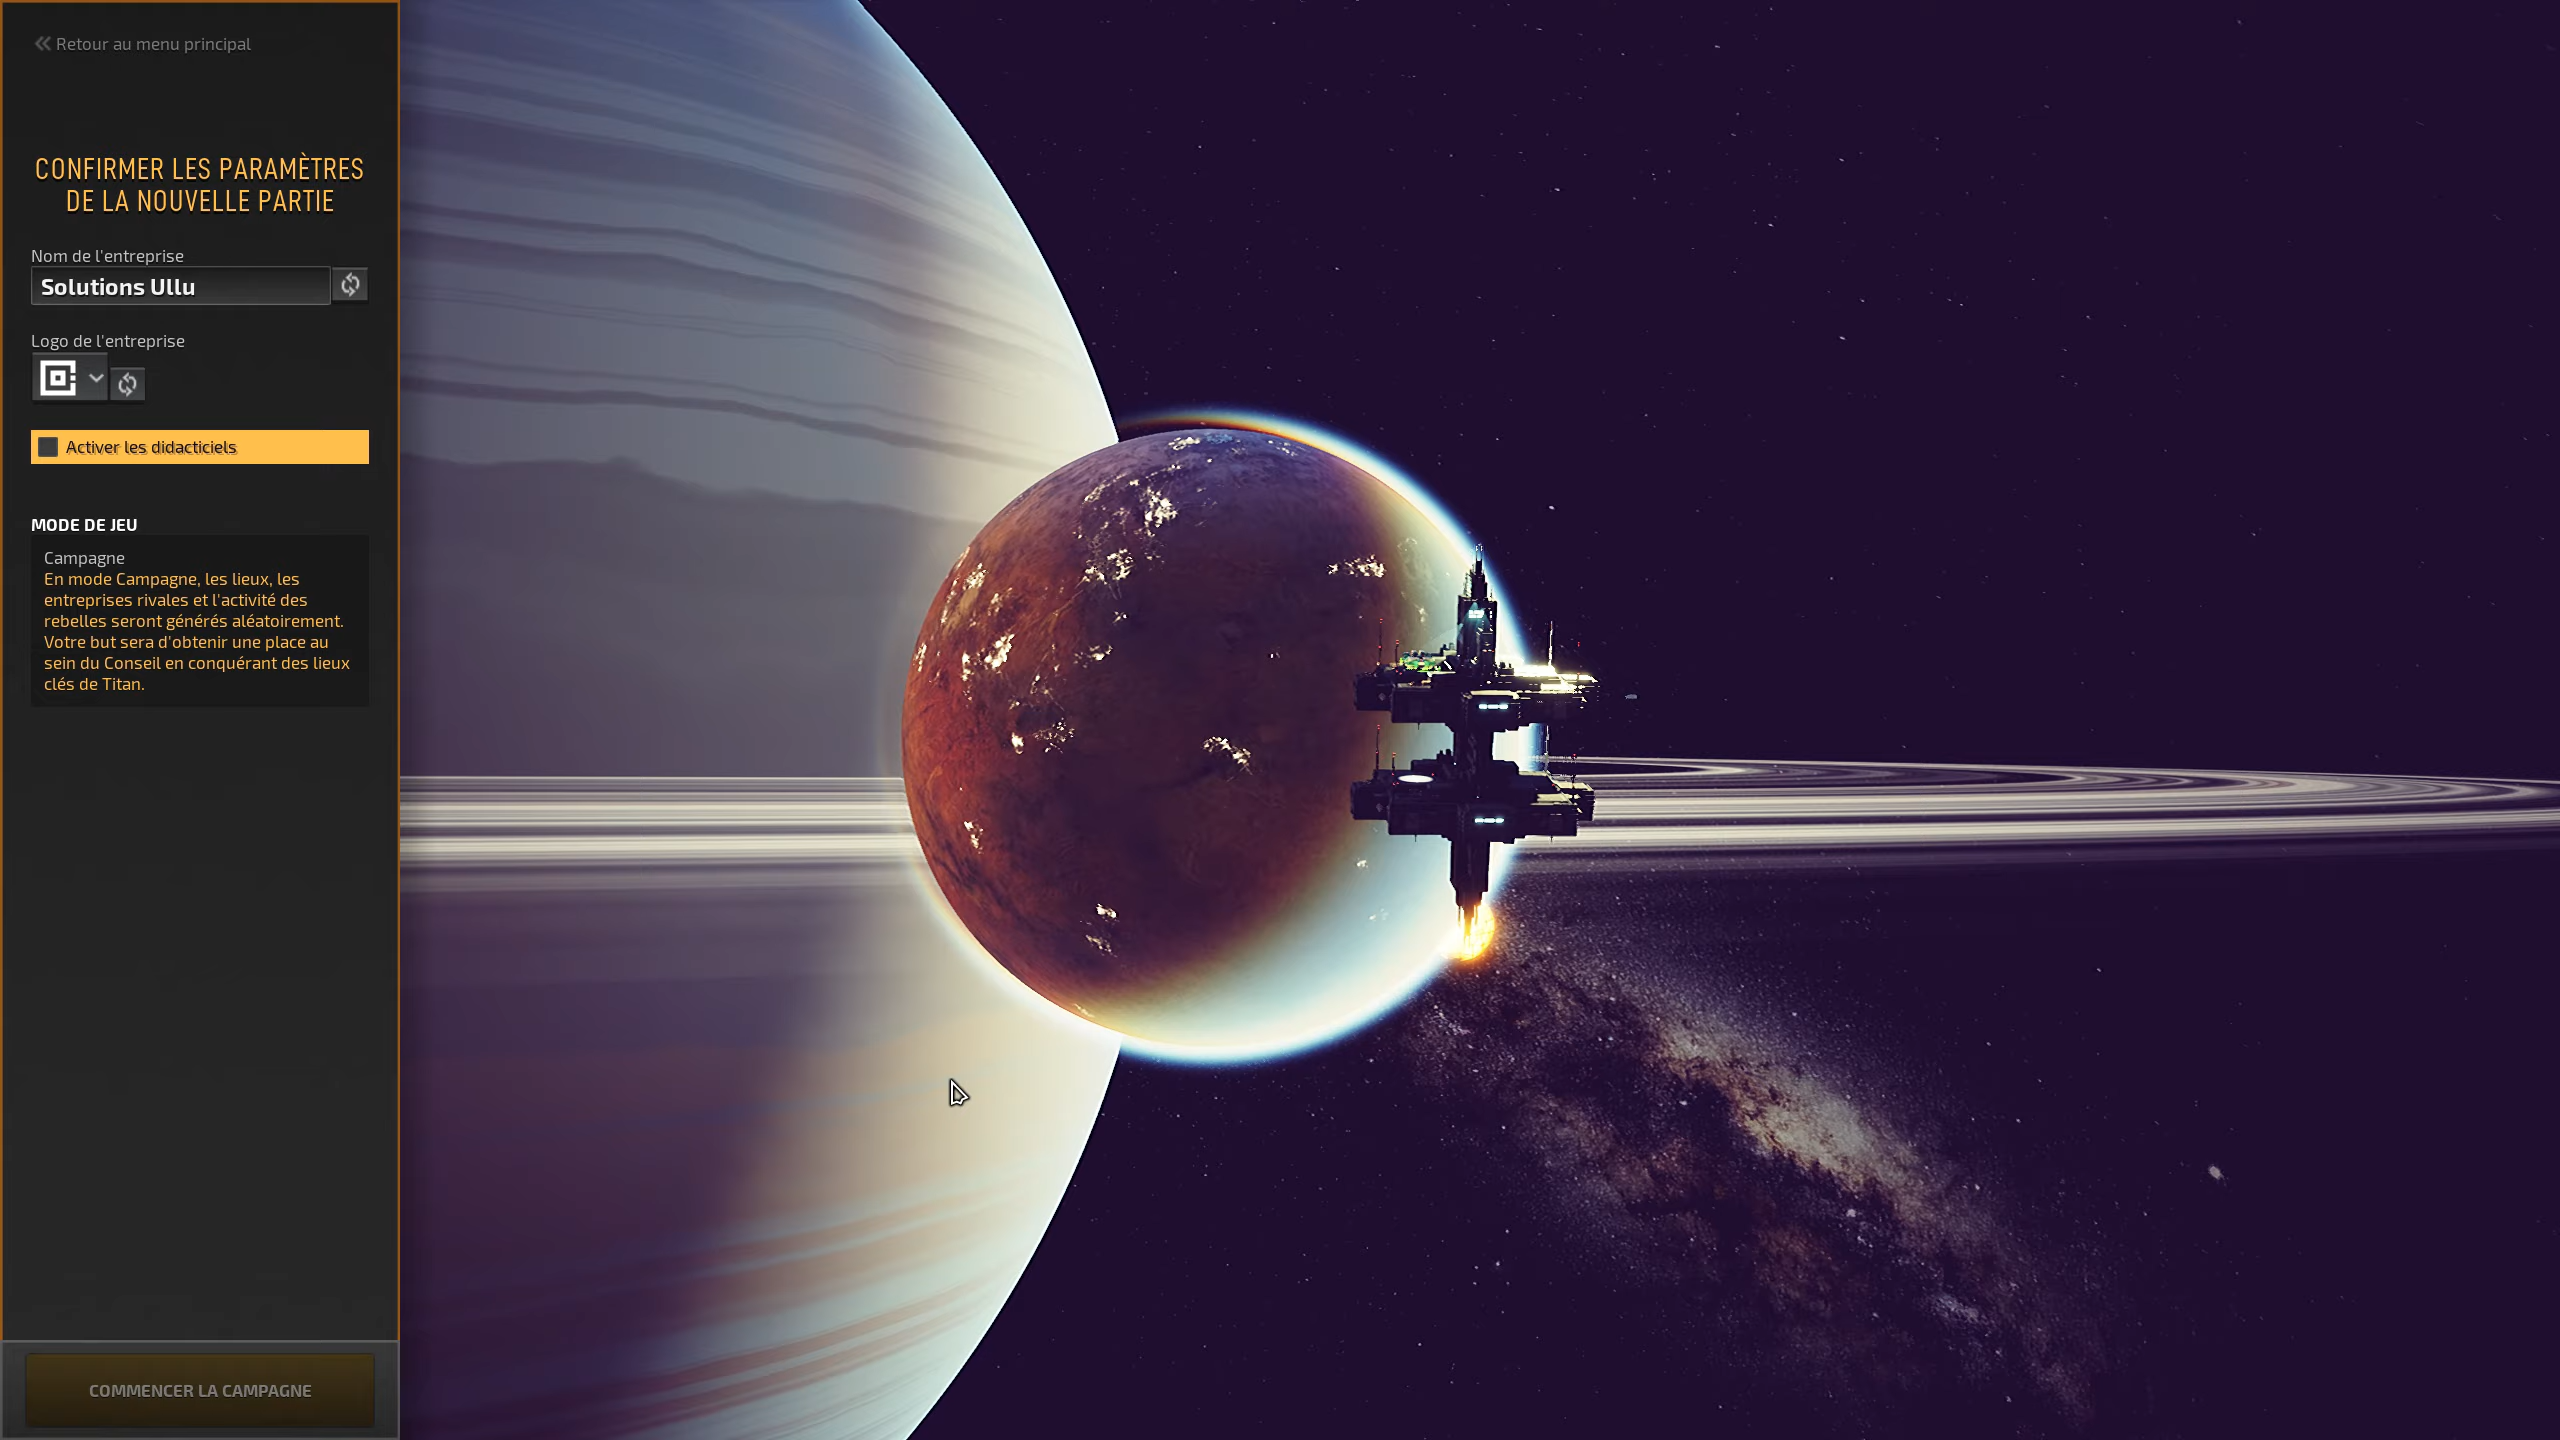 Retour au menu principal
CONFIRMER LES PARAMÈTRES
DE LA NOUVELLE PARTIE
Nom de l'entreprise
Solutions Ullu
Logo de l'entreprise
Activer les didacticiels
MODE DE JEU
Campagne
En mode Campagne, les lieux, les
entreprises rivales et l'activité des
rebelles seront générés aléatoirement.
Votre but sera d'obtenir une place au
sein du Conseil en conquérant des lieux
clés de Titan.
COMMENCER LA CAMPAGNE